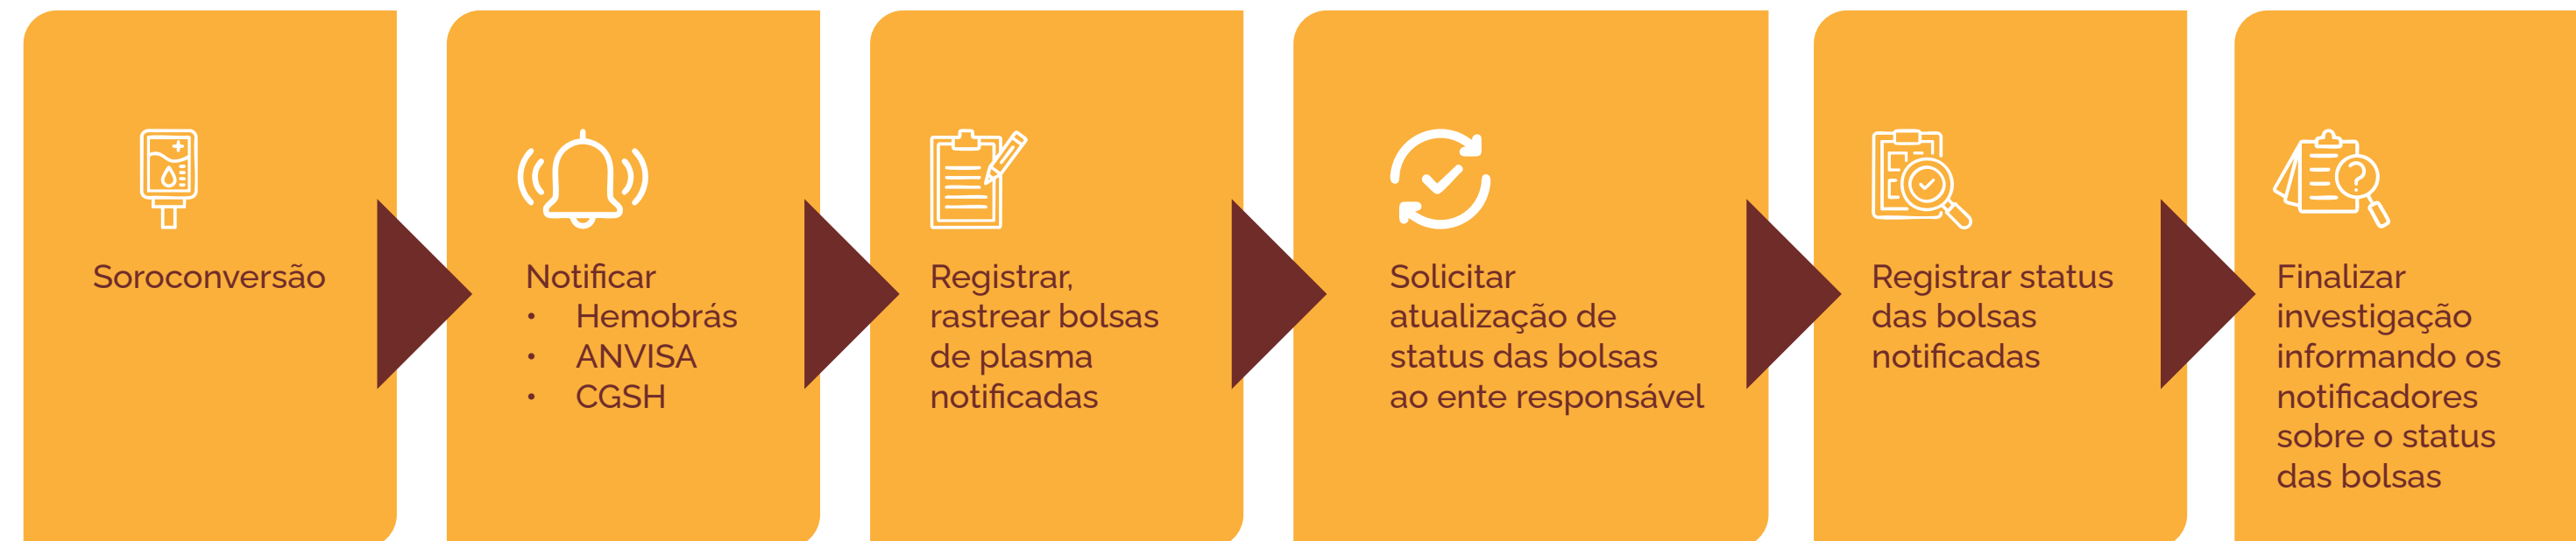 Soroconversão
Notificar
• Hemobrás
• ANVISA
• CGSH
Registrar,
rastrear bolsas
de plasma
notificadas
Solicitar
atualização de
status das bolsas
ao ente responsável
Registrar status
das bolsas
notificadas
Finalizar
investigação
informando os
notificadores
sobre o status
das bolsas